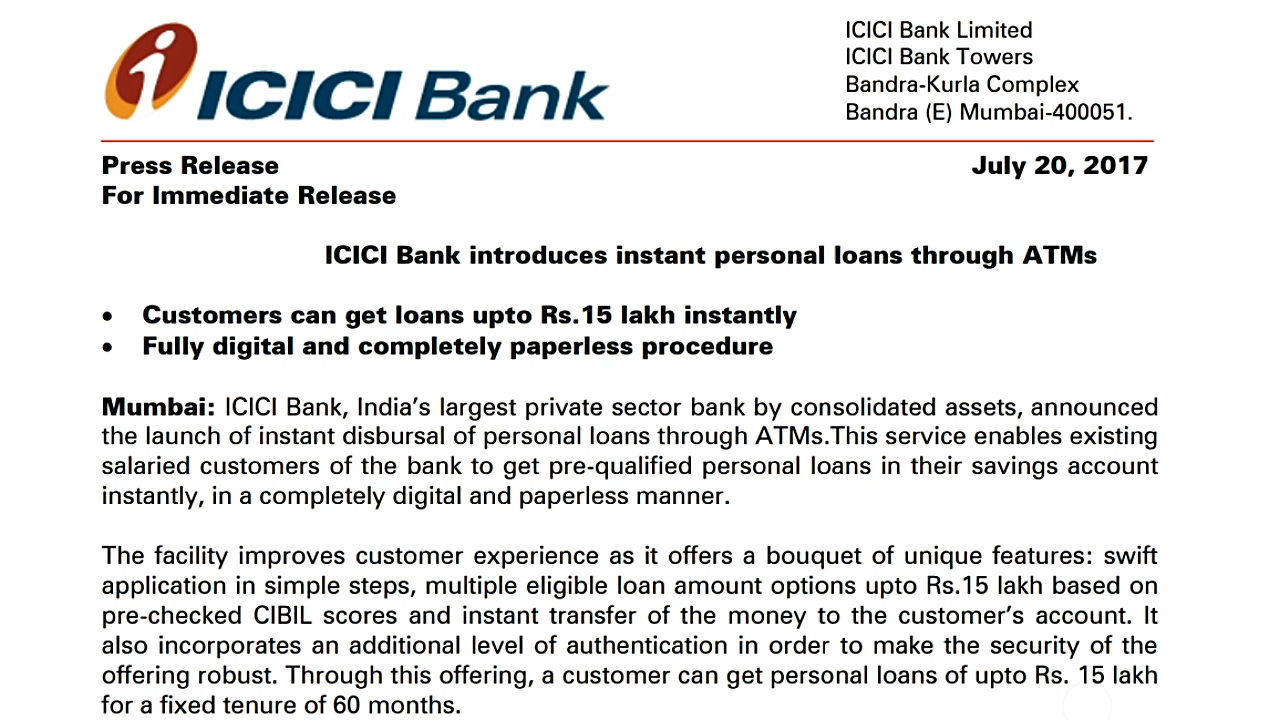 ICICI Bank
ICICI Bank Limited
ICICI Bank Towers
Bandra-Kurla Complex
Bandra (E) Mumbai-400051.
Press Release July 20, 2017
For Immediate Release
ICICI Bank introduces instant personal loans through ATMs
• Customers can get loans upto Rs.15 lakh instantly
• Fully digital and completely paperless procedure
Mumbai: ICICI Bank, India’s largest private sector bank by consolidated assets, announced
the launch of instant disbursal of personal loans through ATMs.This service enables existing
salaried customers of the bank to get pre-qualified personal loans in their savings account
instantly, in a completely digital and paperless manner.
The facility improves customer experience as it offers a bouquet of unique features: swift
application in simple steps, multiple eligible loan amount options upto Rs.15 lakh based on
pre-checked CIBIL scores and instant transfer of the money to the customer’s account. It
also incorporates an additional level of authentication in order to make the security of the
offering robust. Through this offering, a customer can get personal loans of upto Rs. 15 lakh
for a fixed tenure of 60 months.